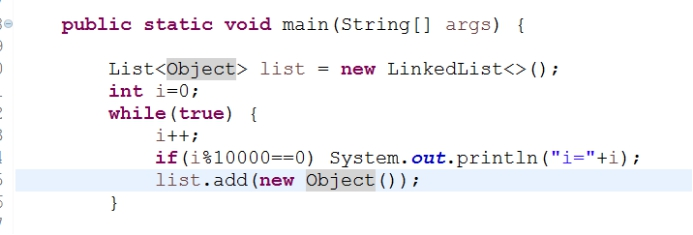 public static void main(String[] args) {
List<Object> list = new LinkedList<>();
int i=0;
while(true) {
i++;
if(i%10000==0) System.out.println("i="+i);
list.add(new Object());
}